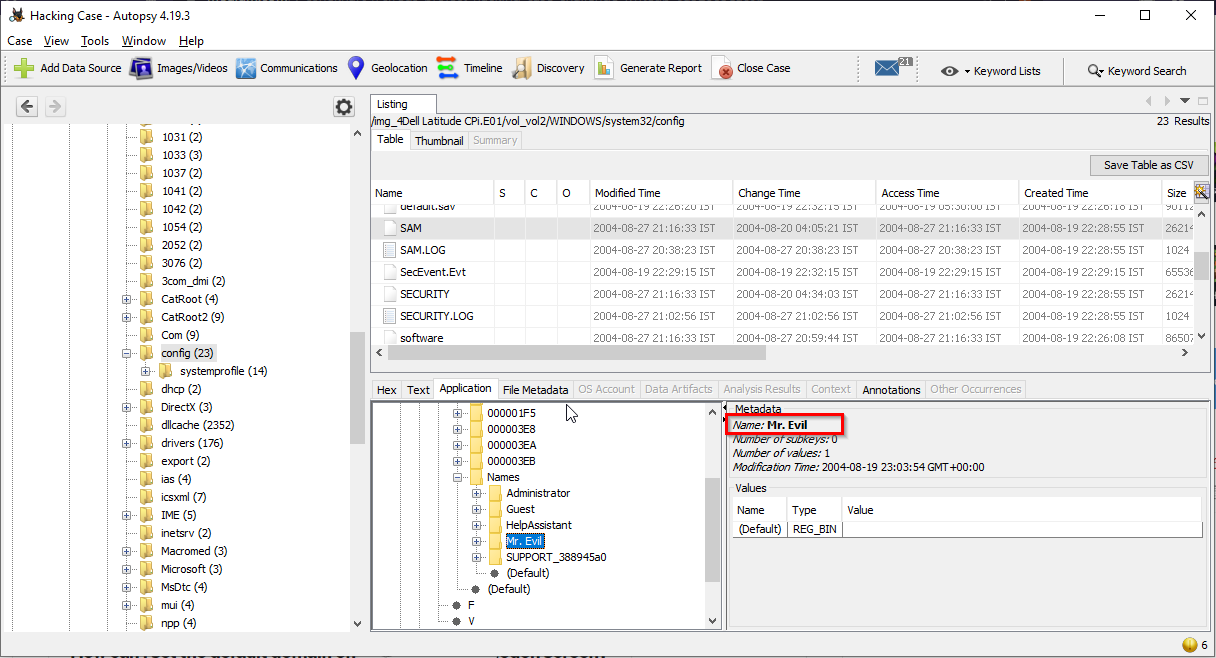 Hacking Case - Autopsy 4.19.3
Case View Tools Window Help
Add Data Source Images/Videos Communications Geolocation Timeline Discovery Generate Report Close Case 21 Keyword Lists Keyword Search
Listing
/img_4Dell Latitude CPi.E01/vol_vol2/WINDOWS/system32/config 23 Results
Table Thumbnail Summary
Save Table as CSV
Name S C O Modified Time Change Time Access Time Created Time Size
default.sav 2004-08-19 22:26:20 IST 2004-08-19 22:32:15 IST 2004-08-19 05:30:00 IST 2004-08-19 22:26:18 IST 90112
SAM 2004-08-27 21:16:33 IST 2004-08-20 04:05:21 IST 2004-08-27 21:16:33 IST 2004-08-19 22:28:55 IST 26214
SAM.LOG 2004-08-27 20:38:23 IST 2004-08-27 20:38:23 IST 2004-08-27 20:38:23 IST 2004-08-19 22:28:55 IST 1024
SecEvent.Evt 2004-08-19 22:29:15 IST 2004-08-19 22:32:15 IST 2004-08-19 22:29:15 IST 2004-08-19 22:29:15 IST 65536
SECURITY 2004-08-27 21:16:33 IST 2004-08-20 04:34:03 IST 2004-08-27 21:16:33 IST 2004-08-19 22:28:55 IST 26214
SECURITY.LOG 2004-08-27 21:02:56 IST 2004-08-27 21:02:56 IST 2004-08-27 21:02:56 IST 2004-08-19 22:28:55 IST 1024
software 2004-08-27 21:16:33 IST 2004-08-27 20:59:44 IST 2004-08-27 21:16:33 IST 2004-08-19 22:26:08 IST 86507
1031 (2)
1033 (3)
1037 (2)
1041 (2)
1042 (2)
1054 (2)
2052 (2)
3076 (2)
3com_dmi (2)
CatRoot (4)
CatRoot2 (9)
Com (9)
config (23)
systemprofile (14)
dhcp (2)
DirectX (3)
dllcache (2352)
drivers (176)
export (2)
ias (4)
icsxml (7)
IME (5)
inetsrv (2)
Macromed (3)
Microsoft (3)
MsDtc (4)
mui (4)
npp (4)
Hex Text Application File Metadata OS Account Data Artifacts Analysis Results Context Annotations Other Occurrences
000001F5
000003E8
000003EA
000003EB
Names
Administrator
Guest
HelpAssistant
Mr. Evil
SUPPORT_388945a0
(Default)
(Default)
F
V
Metadata
Name: Mr. Evil
Number of subkeys: 0
Number of values: 1
Modification Time: 2004-08-19 23:03:54 GMT+00:00
Values
Name Type Value
(Default) REG_BIN
6